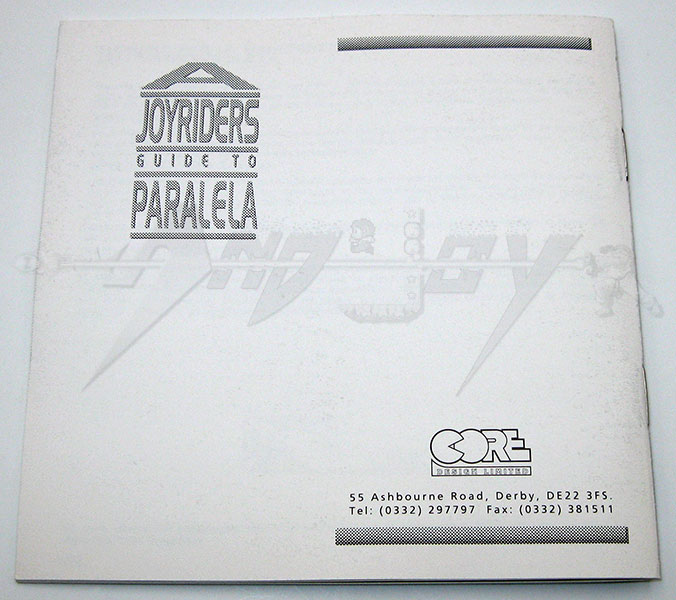 A
JOYRIDERS
GUIDE TO
PARALELA
AndyJOY
CORE
DESIGN LIMITED
55 Ashbourne Road, Derby, DE22 3FS.
Tel: (0332) 297797 Fax: (0332) 381511